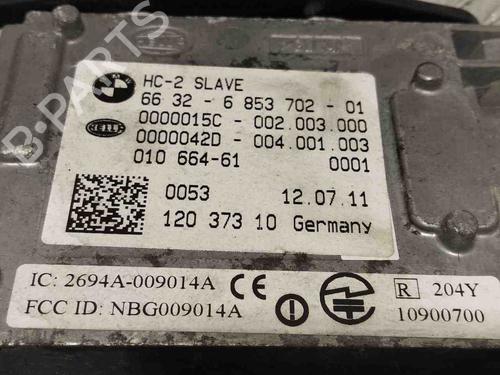 HC-2 SLAVE
66 32 - 6 853 702 - 01
0000015C - 002.003.000
HELLA
0000042D - 004.001.003
010 664-61 0001
0053 12.07.11
120 373 10 Germany
IC: 2694A-009014A
FCC ID: NBG009014A
CE
R 204Y
10900700
B-PARTS